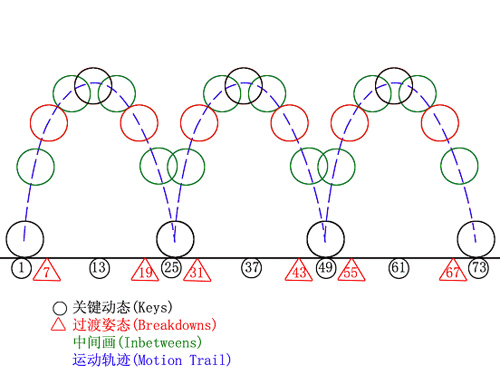 1 7 13 19 25 31 37 43 49 55 61 67 73
关键动态(Keys)
过渡姿态(Breakdowns)
中间画(Inbetweens)
运动轨迹(Motion Trail)